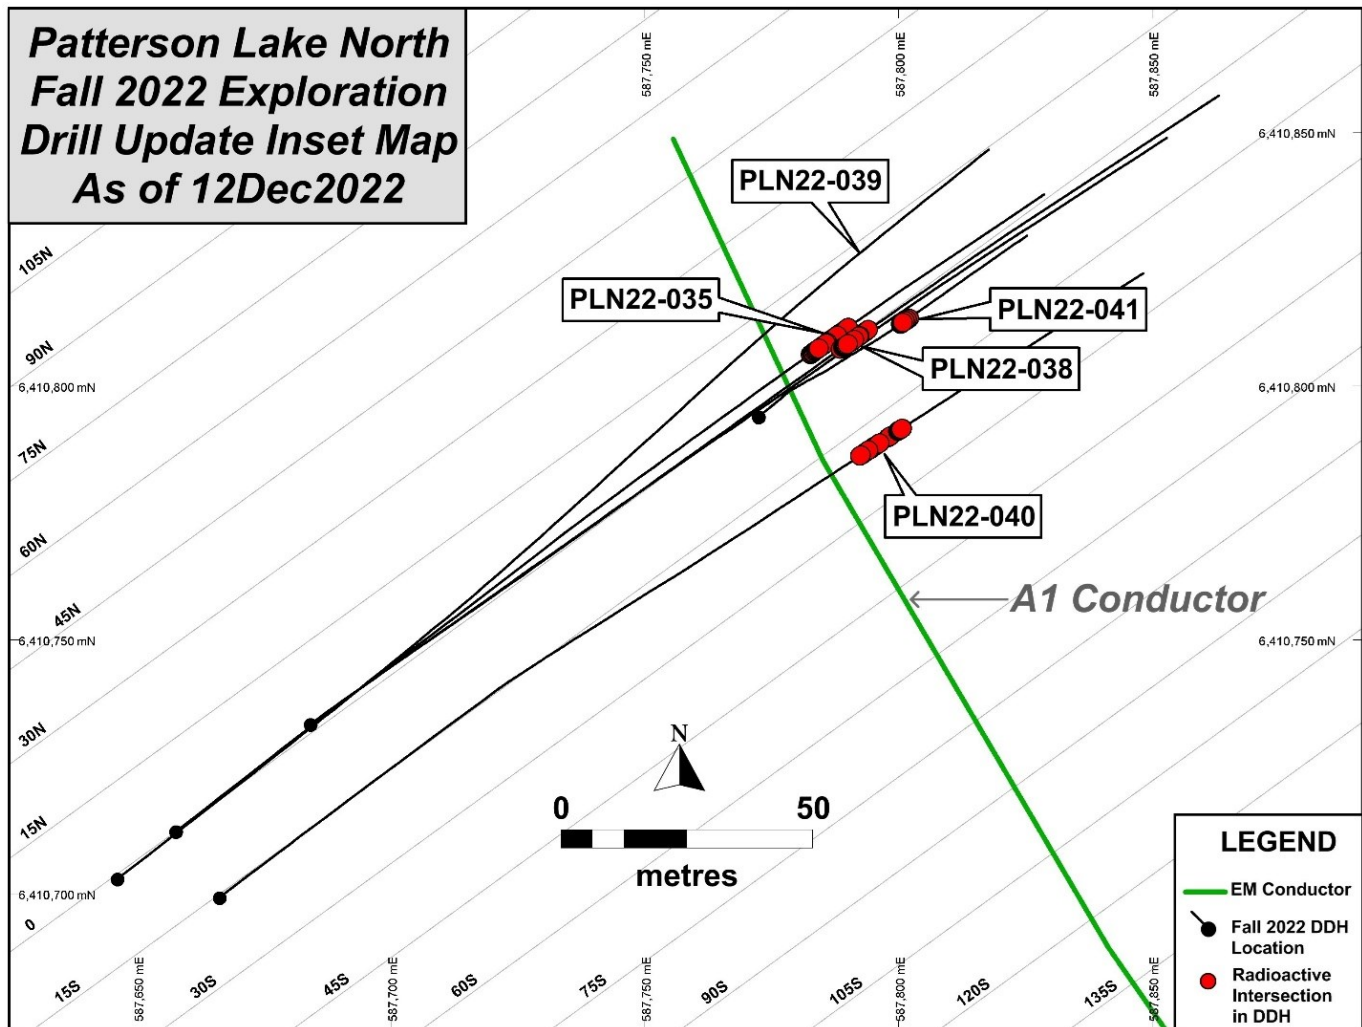 Patterson Lake North
Fall 2022 Exploration
Drill Update Inset Map
As of 12Dec2022
587,750 mE
587,800 mE
587,850 mE
6,410,850 mN
PLN22-039
105N
PLN22-035
PLN22-041
90N
PLN22-038
6,410,800 mN
6,410,800 mN
75N
PLN22-040
60N
A1 Conductor
45N
6,410,750 mN
6,410,750 mN
30N
N
0 50
metres
15N
6,410,700 mN
0
15S
587,650 mE
30S
45S
587,700 mE
60S
75S
587,750 mE
90S
105S
587,800 mE
120S
135S
587,850 mE
LEGEND
EM Conductor
Fall 2022 DDH
Location
Radioactive
Intersection
in DDH